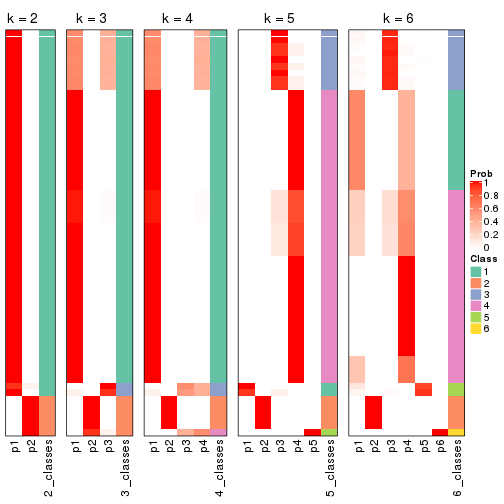 k = 2
k = 3
k = 4
k = 5
k = 6
p1
p2
2_classes
p1
p2
p3
3_classes
p1
p2
p3
p4
4_classes
p1
p2
p3
p4
p5
5_classes
p1
p2
p3
p4
p5
p6
6_classes
Prob
1
0.8
0.6
0.4
0.2
0
Class
1
2
3
4
5
6